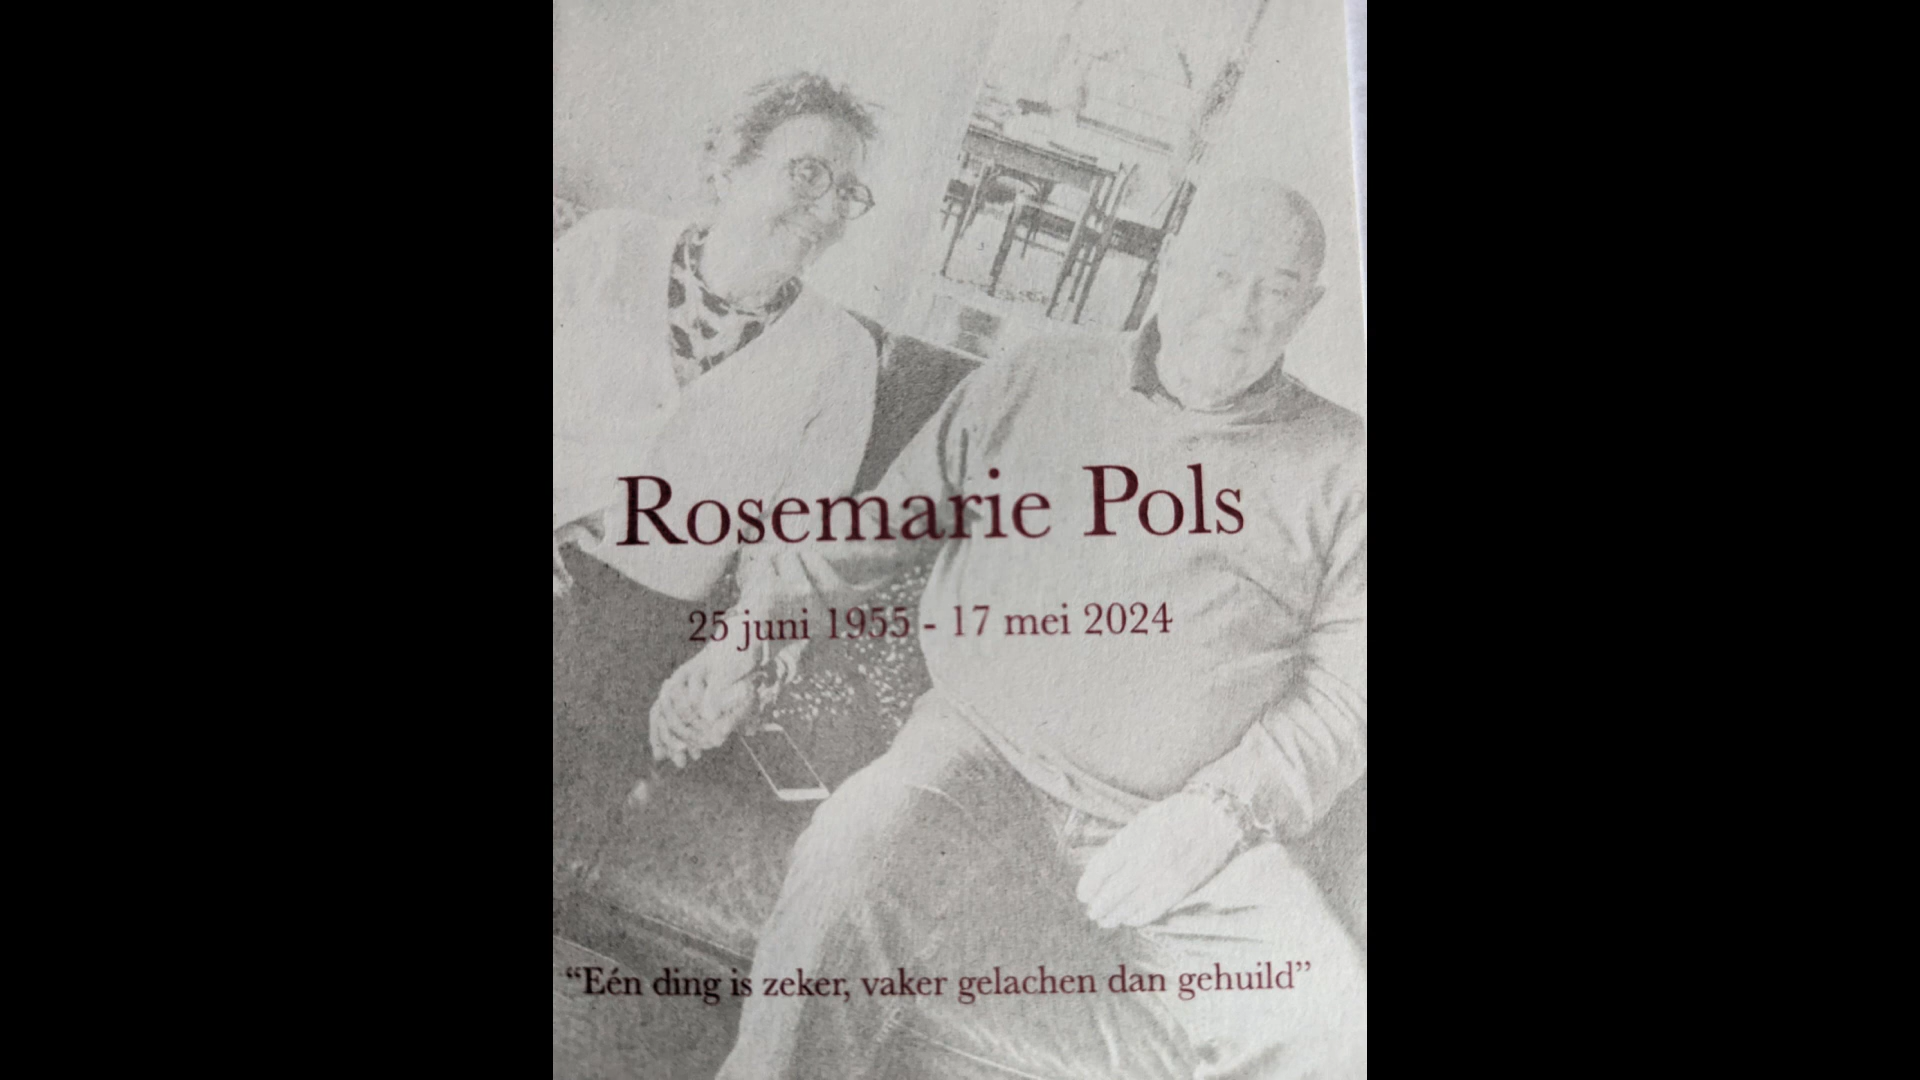 Rosemarie Pols
25 juni 1955 - 17 mei 2024
“Eén ding is zeker, vaker gelachen dan gehuild”